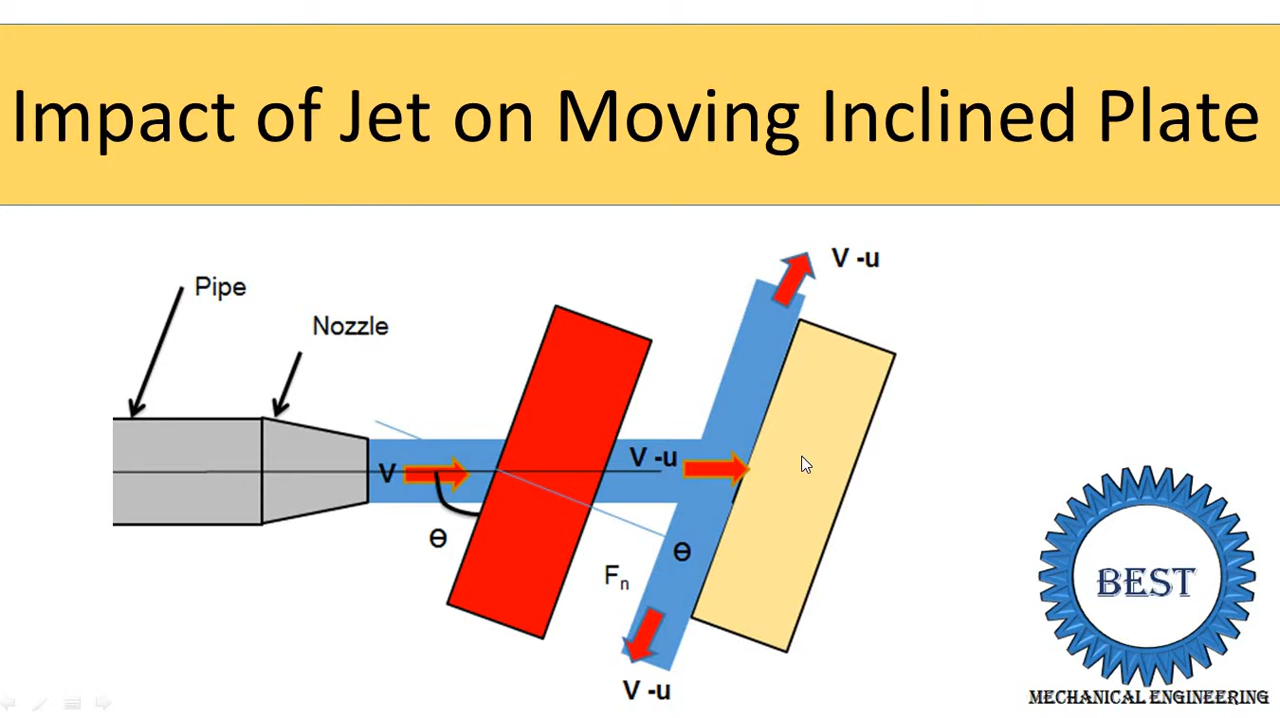 Impact of Jet on Moving Inclined Plate
V -u
Pipe
Nozzle
V
V -u
Ɵ
Ɵ
Fn
V -u
BEST
MECHANICAL ENGINEERING